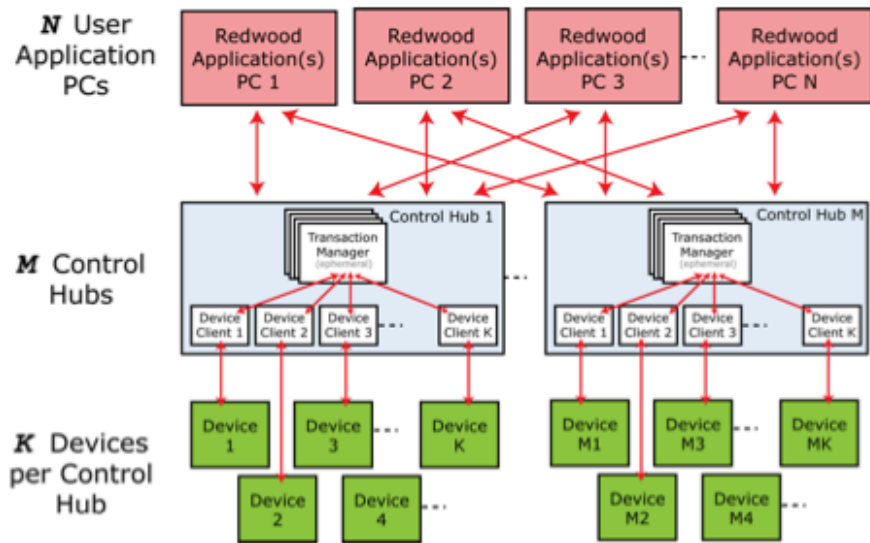 N User
Application
PCs
Redwood
Application(s)
PC 1
Redwood
Application(s)
PC 2
Redwood
Application(s)
PC 3
Redwood
Application(s)
PC N
M Control
Hubs
Control Hub 1
Transaction
Manager
(ephemeral)
Device
Client 1
Device
Client 2
Device
Client 3
Device
Client K
Control Hub M
Transaction
Manager
(ephemeral)
Device
Client 1
Device
Client 2
Device
Client 3
Device
Client K
K Devices
per Control
Hub
Device
1
Device
3
Device
K
Device
2
Device
4
Device
M1
Device
M3
Device
MK
Device
M2
Device
M4